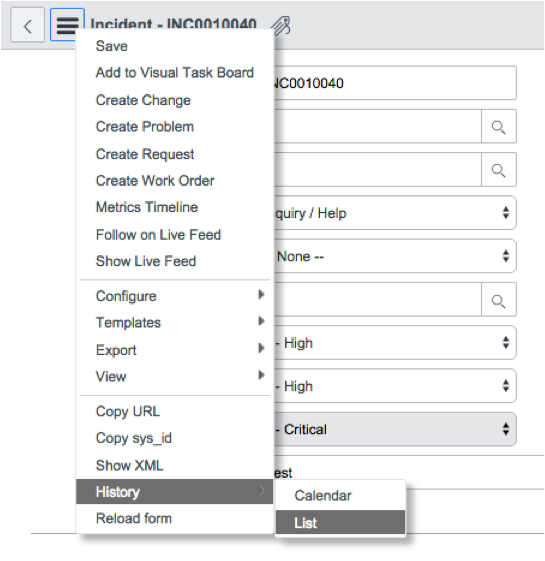 Incident - INC0010040
Save
Add to Visual Task Board
Create Change
Create Problem
Create Request
Create Work Order
Metrics Timeline
Follow on Live Feed
Show Live Feed
Configure
Templates
Export
View
Copy URL
Copy sys_id
Show XML
History
Reload form
Calendar
List
NC0010040
quiry / Help
None --
- High
- High
- Critical
est